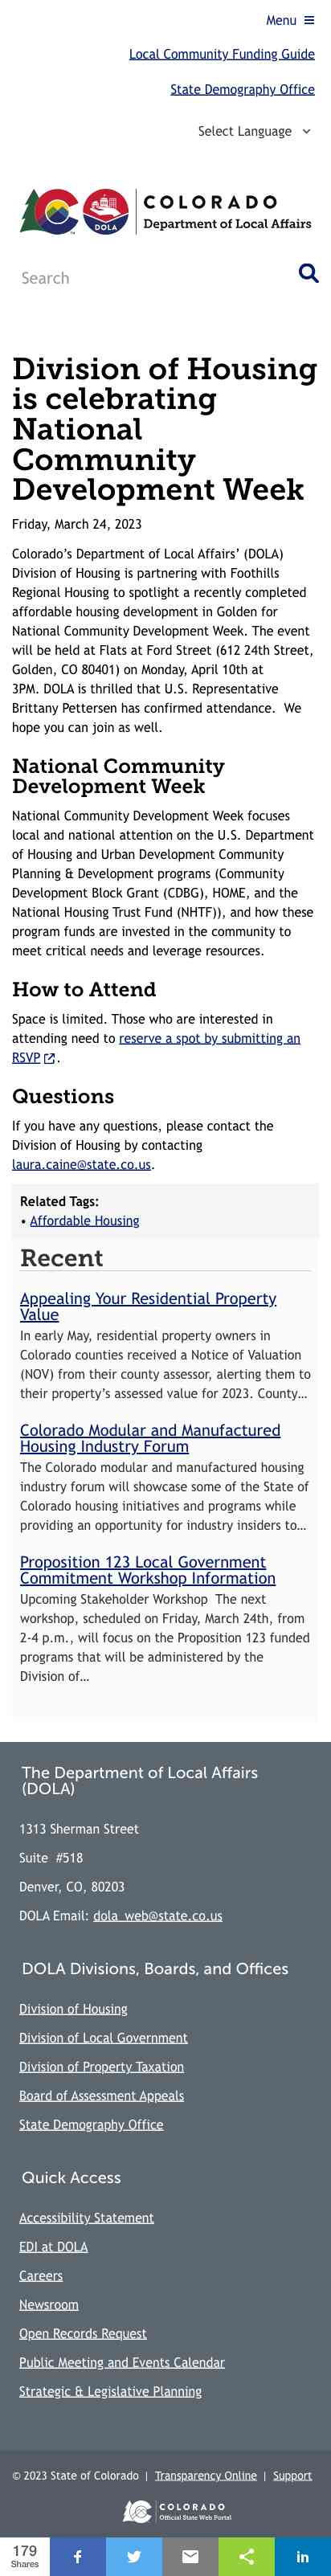 Menu ≡
Local Community Funding Guide
State Demography Office
Select Language
COLORADO
Department of Local Affairs
DOLA
Search
Division of Housing
is celebrating
National
Community
Development Week
Friday, March 24, 2023
Colorado’s Department of Local Affairs’ (DOLA)
Division of Housing is partnering with Foothills
Regional Housing to spotlight a recently completed
affordable housing development in Golden for
National Community Development Week. The event
will be held at Flats at Ford Street (612 24th Street,
Golden, CO 80401) on Monday, April 10th at
3PM. DOLA is thrilled that U.S. Representative
Brittany Pettersen has confirmed attendance.  We
hope you can join as well.
National Community
Development Week
National Community Development Week focuses
local and national attention on the U.S. Department
of Housing and Urban Development Community
Planning & Development programs (Community
Development Block Grant (CDBG), HOME, and the
National Housing Trust Fund (NHTF)), and how these
program funds are invested in the community to
meet critical needs and leverage resources.
How to Attend
Space is limited. Those who are interested in
attending need to reserve a spot by submitting an
RSVP .
Questions
If you have any questions, please contact the
Division of Housing by contacting
laura.caine@state.co.us.
Related Tags:
• Affordable Housing
Recent
Appealing Your Residential Property
Value
In early May, residential property owners in
Colorado counties received a Notice of Valuation
(NOV) from their county assessor, alerting them to
their property’s assessed value for 2023. County…
Colorado Modular and Manufactured
Housing Industry Forum
The Colorado modular and manufactured housing
industry forum will showcase some of the State of
Colorado housing initiatives and programs while
providing an opportunity for industry insiders to…
Proposition 123 Local Government
Commitment Workshop Information
Upcoming Stakeholder Workshop  The next
workshop, scheduled on Friday, March 24th, from
2-4 p.m., will focus on the Proposition 123 funded
programs that will be administered by the
Division of…
The Department of Local Affairs
(DOLA)
1313 Sherman Street
Suite  #518
Denver, CO, 80203
DOLA Email: dola_web@state.co.us
DOLA Divisions, Boards, and Offices
Division of Housing
Division of Local Government
Division of Property Taxation
Board of Assessment Appeals
State Demography Office
Quick Access
Accessibility Statement
EDI at DOLA
Careers
Newsroom
Open Records Request
Public Meeting and Events Calendar
Strategic & Legislative Planning
© 2023 State of Colorado | Transparency Online | Support
COLORADO
Official State Web Portal
179
Shares